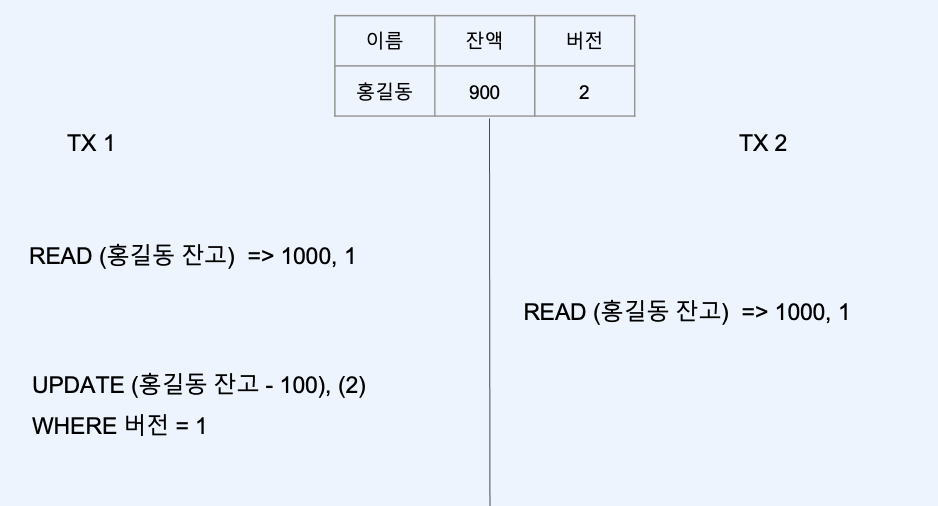 이름 잔액 버전
홍길동 900 2
TX 1
TX 2
READ (홍길동 잔고) => 1000, 1
READ (홍길동 잔고) => 1000, 1
UPDATE (홍길동 잔고 - 100), (2)
WHERE 버전 = 1